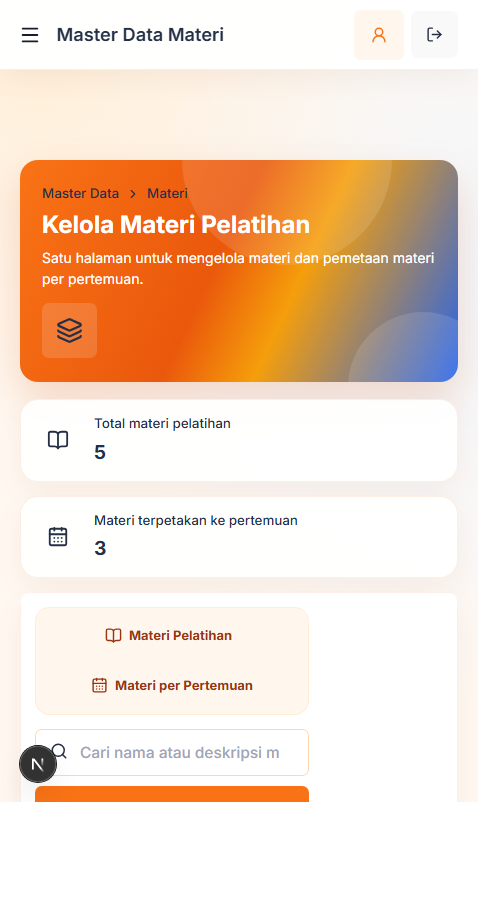 Master Data Materi
Master Data > Materi
Kelola Materi Pelatihan
Satu halaman untuk mengelola materi dan pemetaan materi
per pertemuan.
Total materi pelatihan
5
Materi terpetakan ke pertemuan
3
Materi Pelatihan
Materi per Pertemuan
Cari nama atau deskripsi m
N